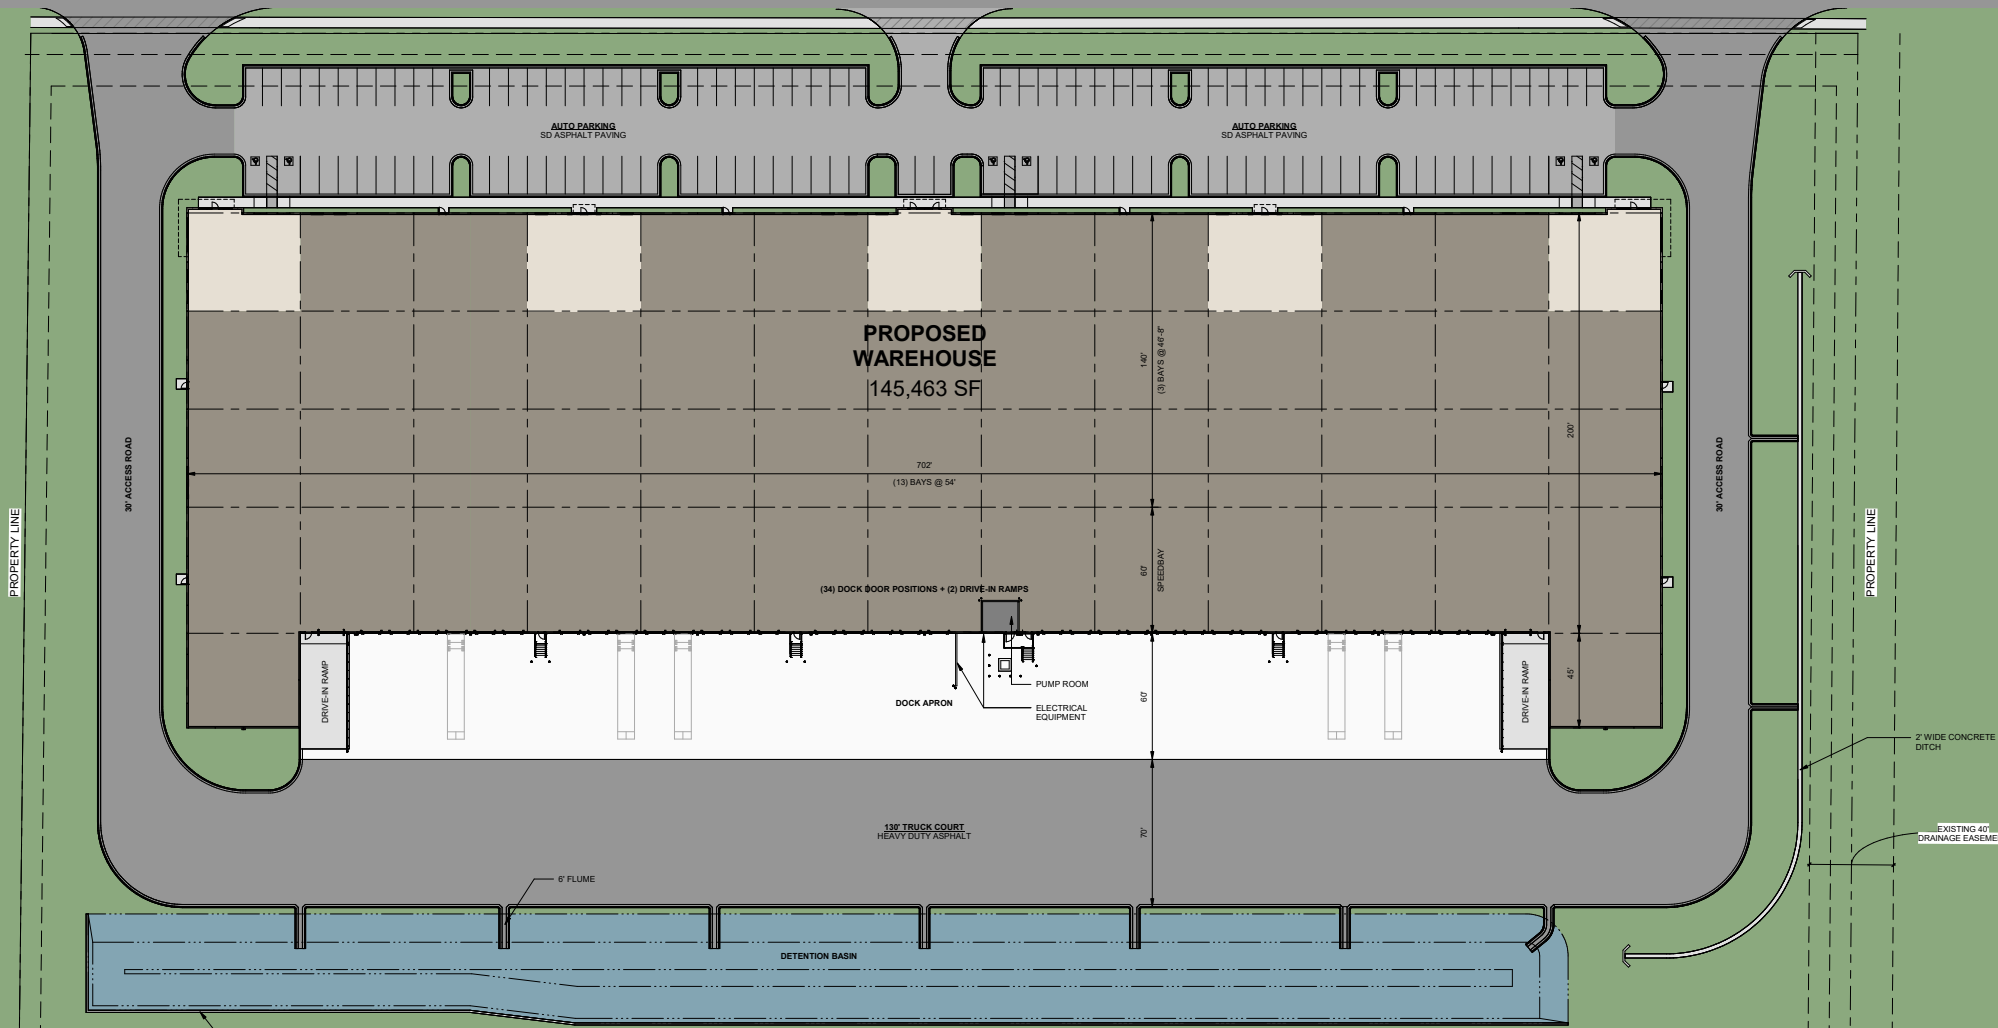 AUTO PARKING
SD ASPHALT PAVING
AUTO PARKING
SD ASPHALT PAVING
PROPOSED
WAREHOUSE
145,463 SF
140'
(3) BAYS @ 46'-8"
200'
702'
(13) BAYS @ 54'
30' ACCESS ROAD
30' ACCESS ROAD
PROPERTY LINE
PROPERTY LINE
60'
SPEEDBAY
(34) DOCK DOOR POSITIONS + (2) DRIVE-IN RAMPS
DRIVE-IN RAMP
DRIVE-IN RAMP
45'
PUMP ROOM
60'
DOCK APRON
ELECTRICAL
EQUIPMENT
2' WIDE CONCRETE
DITCH
130' TRUCK COURT
HEAVY DUTY ASPHALT
70'
EXISTING 40'
DRAINAGE EASEME
6' FLUME
DETENTION BASIN